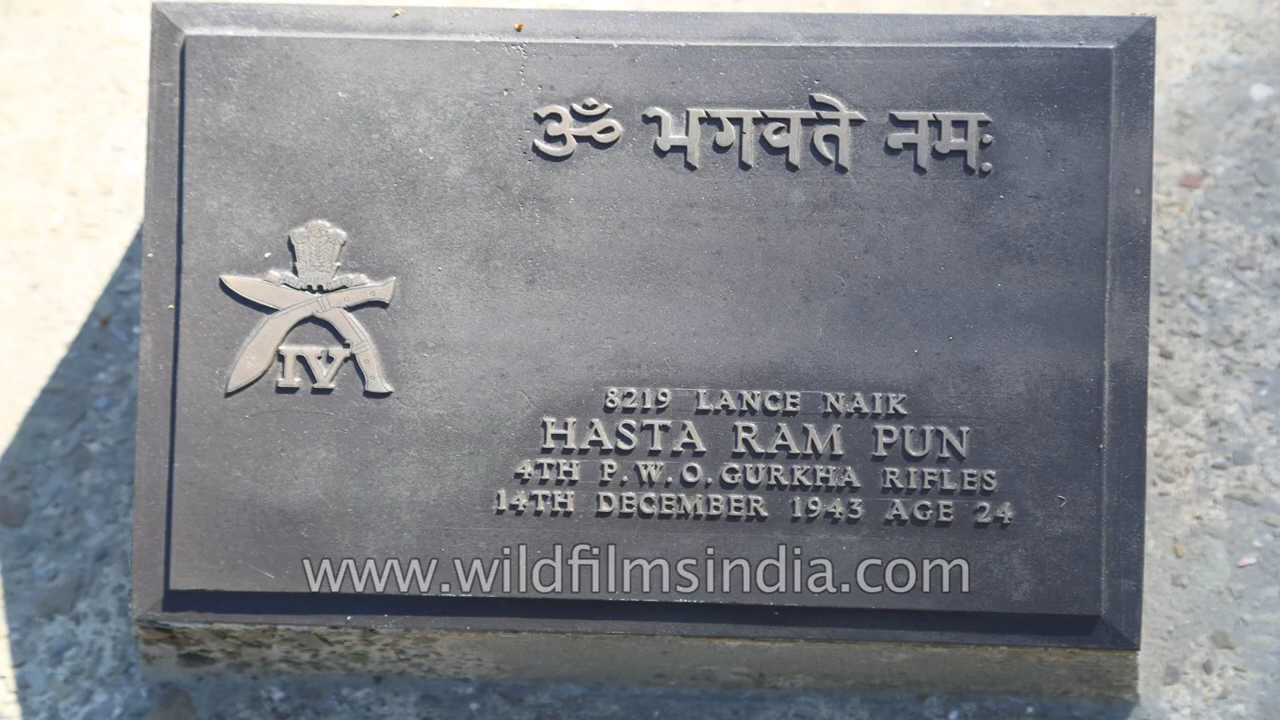 ॐ भगवते नमः
IV
8219 LANCE NAIK
HASTA RAM PUN
4TH P.W.O. GURKHA RIFLES
14TH DECEMBER 1943 AGE 24
www.wildfilmsindia.com